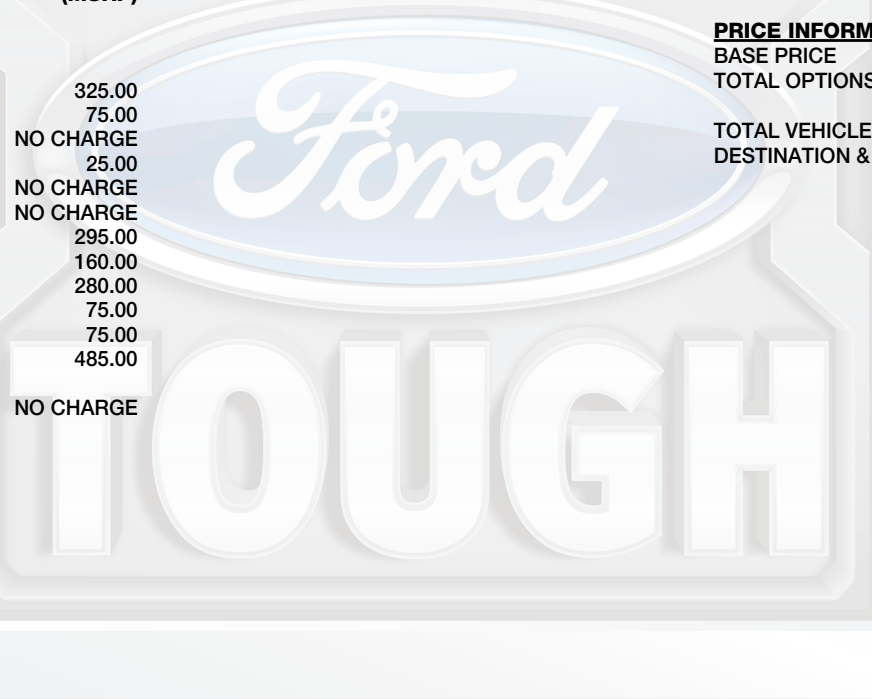 (MSRP)
325.00
75.00
NO CHARGE
25.00
NO CHARGE
NO CHARGE
295.00
160.00
280.00
75.00
75.00
485.00
NO CHARGE
PRICE INFORM
BASE PRICE
TOTAL OPTIONS
TOTAL VEHICLE
DESTINATION &
Ford
TOUGH